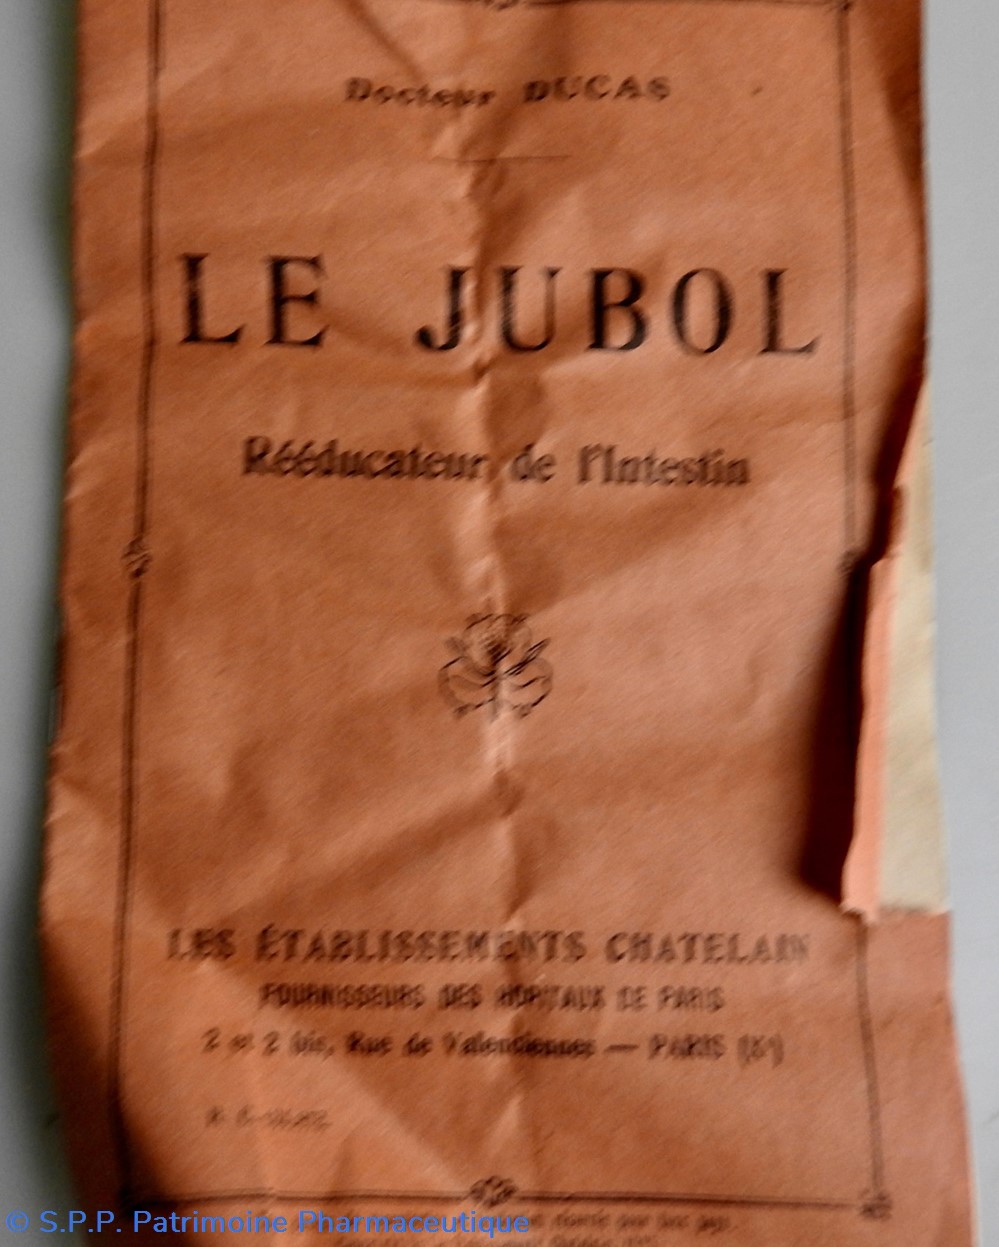 Docteur DUCAS
LE JUBOL
Rééducateur de l'Intestin
LES ÉTABLISSEMENTS CHATELAIN
FOURNISSEURS DES HOPITAUX DE PARIS
2 et 2 bis, Rue de Valenciennes — PARIS (Xᵉ)
© S.P.P. Patrimoine Pharmaceutique